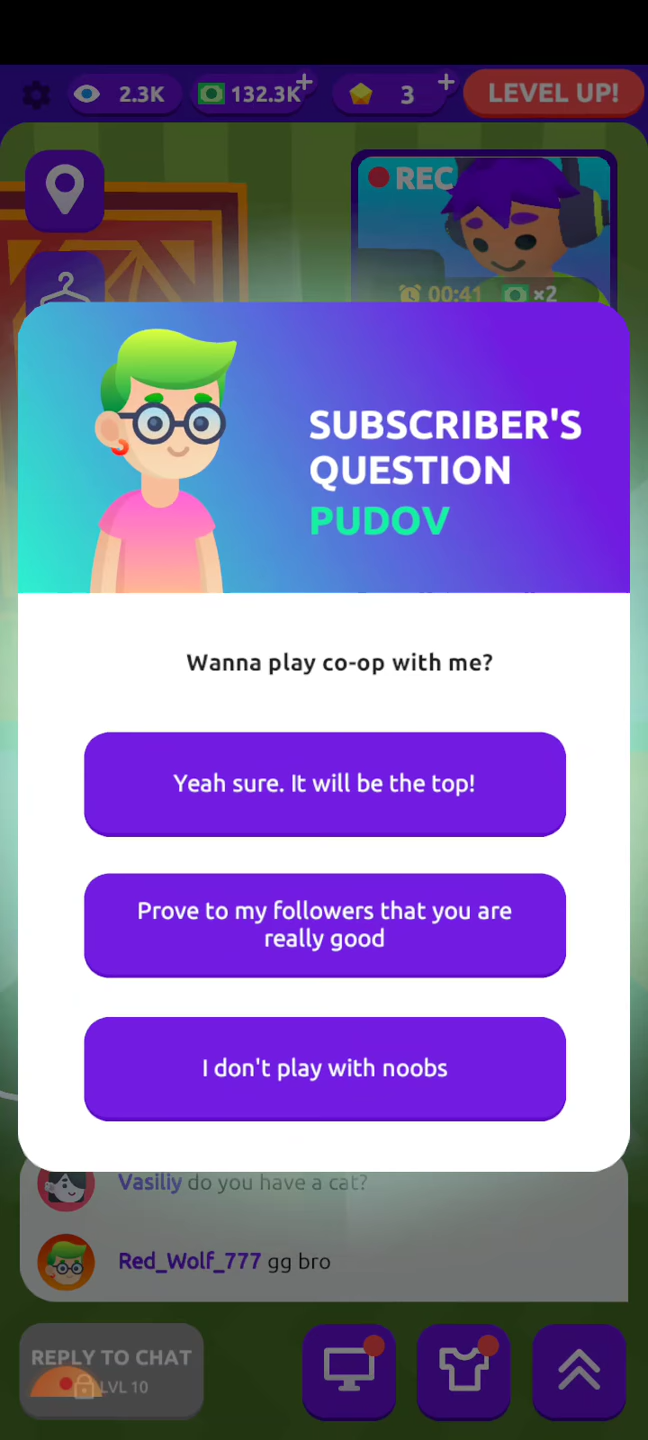 2.3K 132.3K 3 LEVEL UP!
REC
00:41 ×2
SUBSCRIBER'S
QUESTION
PUDOV
Wanna play co-op with me?
Yeah sure. It will be the top!
Prove to my followers that you are
really good
I don't play with noobs
Vasiliy do you have a cat?
Red_Wolf_777 gg bro
REPLY TO CHAT
LVL 10